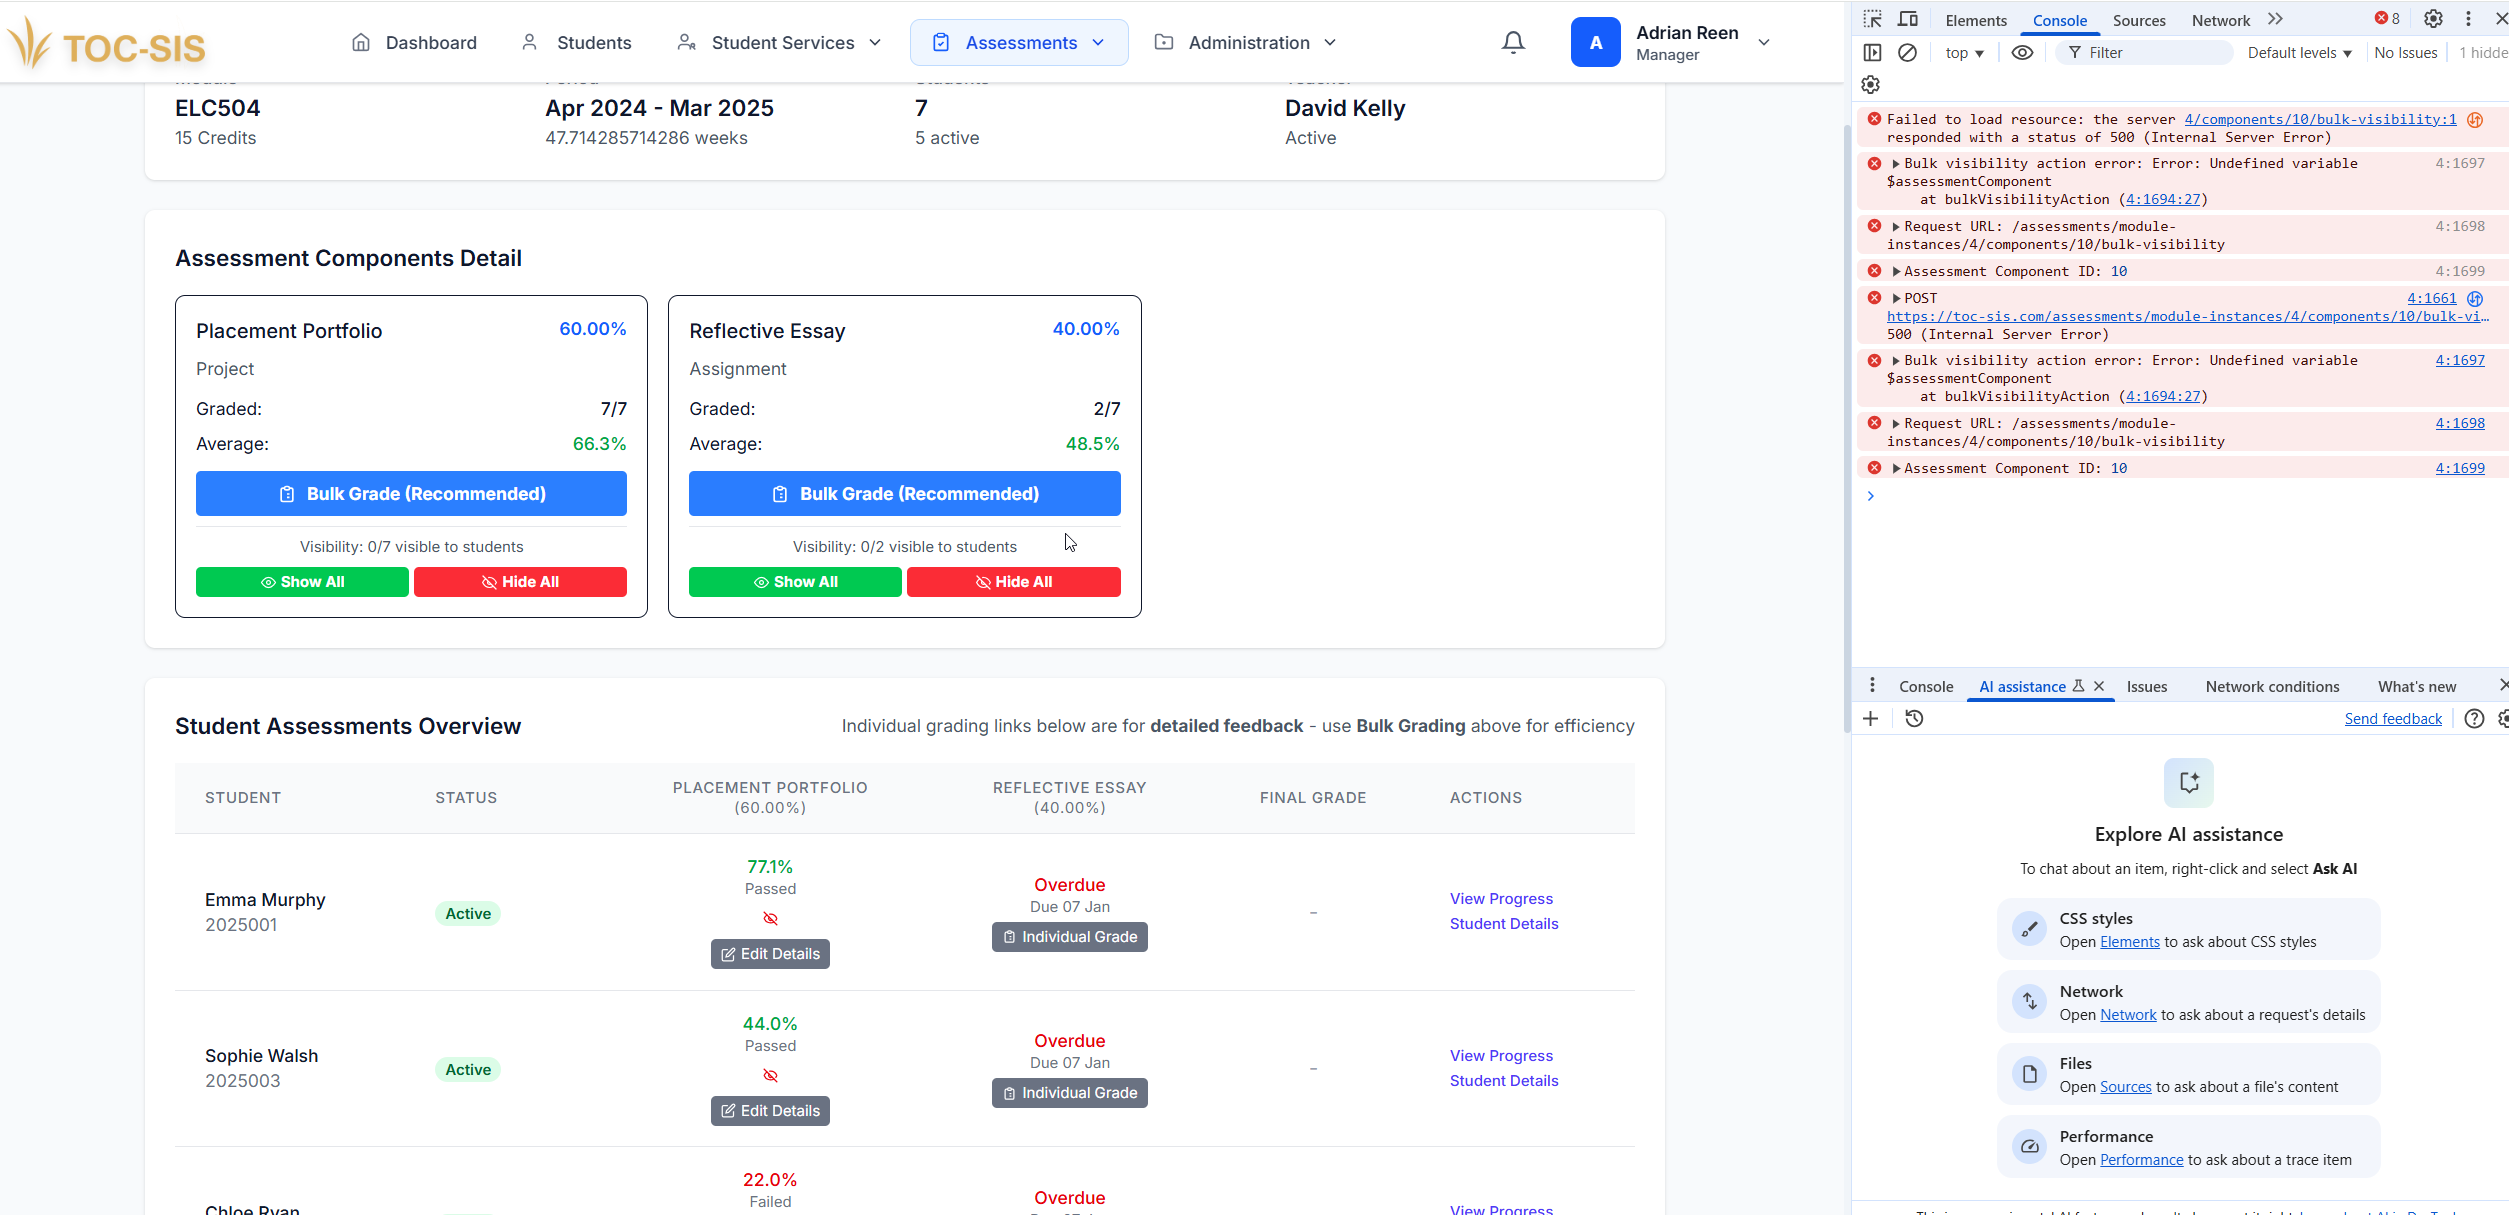 TOC-SIS
Dashboard
Students
Student Services
Assessments
Administration
A
Adrian Reen
Manager
ELC504
15 Credits
Apr 2024 - Mar 2025
47.714285714286 weeks
7
5 active
David Kelly
Active
Assessment Components Detail
Placement Portfolio
60.00%
Project
Graded:
7/7
Average:
66.3%
Bulk Grade (Recommended)
Visibility: 0/7 visible to students
Show All
Hide All
Reflective Essay
40.00%
Assignment
Graded:
2/7
Average:
48.5%
Bulk Grade (Recommended)
Visibility: 0/2 visible to students
Show All
Hide All
Student Assessments Overview
Individual grading links below are for detailed feedback - use Bulk Grading above for efficiency
STUDENT
STATUS
PLACEMENT PORTFOLIO
(60.00%)
REFLECTIVE ESSAY
(40.00%)
FINAL GRADE
ACTIONS
Emma Murphy
2025001
Active
77.1%
Passed
Edit Details
Overdue
Due 07 Jan
Individual Grade
-
View Progress
Student Details
Sophie Walsh
2025003
Active
44.0%
Passed
Edit Details
Overdue
Due 07 Jan
Individual Grade
-
View Progress
Student Details
Chloe Ryan
22.0%
Failed
Overdue
View Progress
Elements
Console
Sources
Network
8
top
Filter
Default levels
No Issues
1 hidde
Failed to load resource: the server 4/components/10/bulk-visibility:1
responded with a status of 500 (Internal Server Error)
Bulk visibility action error: Error: Undefined variable 4:1697
$assessmentComponent
at bulkVisibilityAction (4:1694:27)
Request URL: /assessments/module- 4:1698
instances/4/components/10/bulk-visibility
Assessment Component ID: 10 4:1699
POST 4:1661
https://toc-sis.com/assessments/module-instances/4/components/10/bulk-vi…
500 (Internal Server Error)
Bulk visibility action error: Error: Undefined variable 4:1697
$assessmentComponent
at bulkVisibilityAction (4:1694:27)
Request URL: /assessments/module- 4:1698
instances/4/components/10/bulk-visibility
Assessment Component ID: 10 4:1699
Console
AI assistance
Issues
Network conditions
What's new
Send feedback
Explore AI assistance
To chat about an item, right-click and select Ask AI
CSS styles
Open Elements to ask about CSS styles
Network
Open Network to ask about a request's details
Files
Open Sources to ask about a file's content
Performance
Open Performance to ask about a trace item